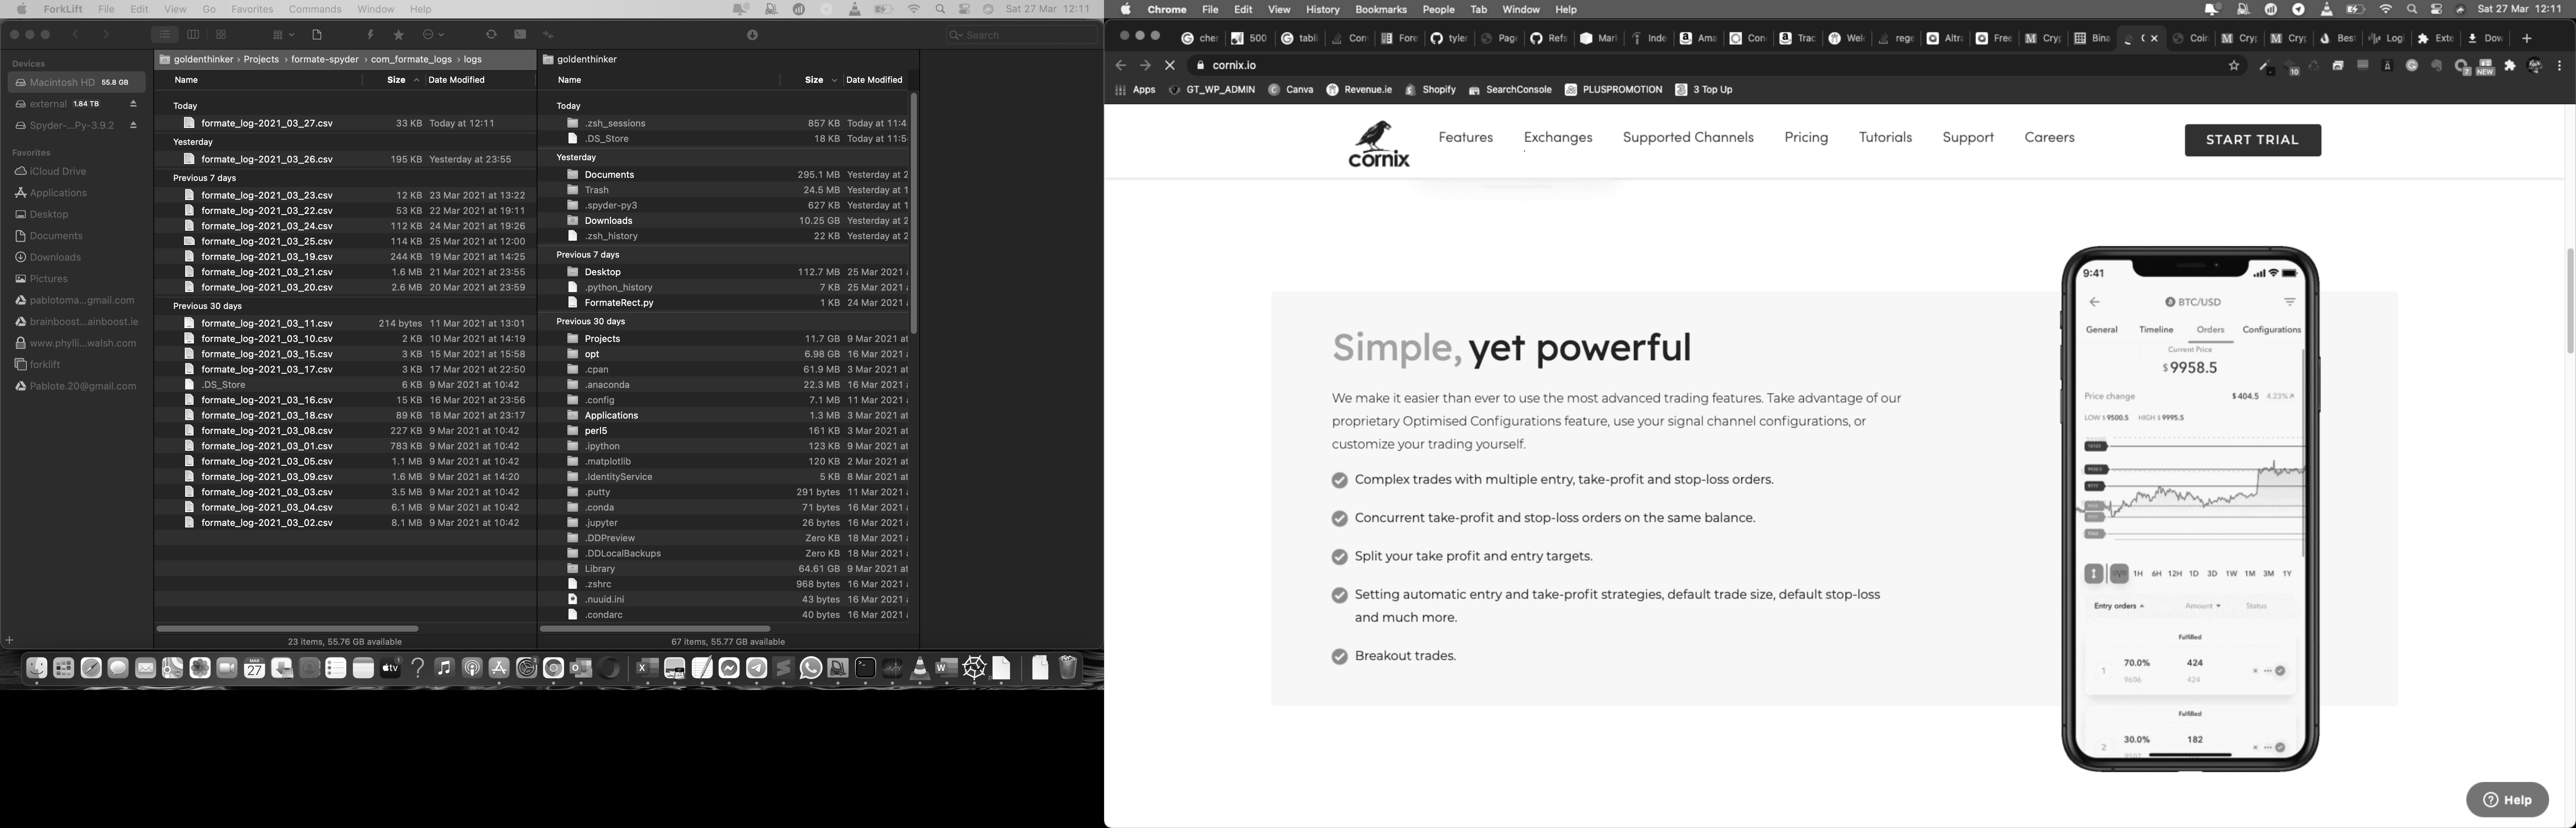 ForkLift File Edit View Go Favorites Commands Window Help Sat 27 Mar 12:11
Search
Devices
Macintosh HD 55.8 GB
external 1.84 TB
Spyder-...Py-3.9.2
Favorites
iCloud Drive
Applications
Desktop
Documents
Downloads
Pictures
pablotoma...gmail.com
brainboost...ainboost.ie
www.phylli...walsh.com
forklift
Pablote.20@gmail.com
goldenthinker › Projects › formate-spyder › com_formate_logs › logs
Name Size Date Modified
Today
formate_log-2021_03_27.csv 33 KB Today at 12:11
Yesterday
formate_log-2021_03_26.csv 195 KB Yesterday at 23:55
Previous 7 days
formate_log-2021_03_23.csv 12 KB 23 Mar 2021 at 13:22
formate_log-2021_03_22.csv 53 KB 22 Mar 2021 at 19:11
formate_log-2021_03_24.csv 112 KB 24 Mar 2021 at 19:26
formate_log-2021_03_25.csv 114 KB 25 Mar 2021 at 12:00
formate_log-2021_03_19.csv 244 KB 19 Mar 2021 at 14:25
formate_log-2021_03_21.csv 1.6 MB 21 Mar 2021 at 23:55
formate_log-2021_03_20.csv 2.6 MB 20 Mar 2021 at 23:59
Previous 30 days
formate_log-2021_03_11.csv 214 bytes 11 Mar 2021 at 13:01
formate_log-2021_03_10.csv 2 KB 10 Mar 2021 at 14:19
formate_log-2021_03_15.csv 3 KB 15 Mar 2021 at 15:58
formate_log-2021_03_17.csv 3 KB 17 Mar 2021 at 22:50
.DS_Store 6 KB 9 Mar 2021 at 10:42
formate_log-2021_03_16.csv 15 KB 16 Mar 2021 at 23:56
formate_log-2021_03_18.csv 89 KB 18 Mar 2021 at 23:17
formate_log-2021_03_08.csv 227 KB 9 Mar 2021 at 10:42
formate_log-2021_03_01.csv 783 KB 9 Mar 2021 at 10:42
formate_log-2021_03_05.csv 1.1 MB 9 Mar 2021 at 10:42
formate_log-2021_03_09.csv 1.6 MB 9 Mar 2021 at 14:20
formate_log-2021_03_03.csv 3.5 MB 9 Mar 2021 at 10:42
formate_log-2021_03_04.csv 6.1 MB 9 Mar 2021 at 10:42
formate_log-2021_03_02.csv 8.1 MB 9 Mar 2021 at 10:42
23 items, 55.76 GB available
goldenthinker
Name Size Date Modified
Today
.zsh_sessions 857 KB Today at 11:4
.DS_Store 18 KB Today at 11:5
Yesterday
Documents 295.1 MB Yesterday at 2
Trash 24.5 MB Yesterday at 1
.spyder-py3 627 KB Yesterday at 1
Downloads 10.25 GB Yesterday at 2
.zsh_history 22 KB Yesterday at 2
Previous 7 days
Desktop 112.7 MB 25 Mar 2021
.python_history 7 KB 25 Mar 2021
FormateRect.py 1 KB 24 Mar 2021
Previous 30 days
Projects 11.7 GB 9 Mar 2021 at
opt 6.98 GB 16 Mar 2021
.cpan 61.9 MB 3 Mar 2021 at
.anaconda 22.3 MB 16 Mar 2021
.config 7.1 MB 11 Mar 2021
Applications 1.3 MB 3 Mar 2021 at
perl5 161 KB 3 Mar 2021 at
.ipython 123 KB 9 Mar 2021 at
.matplotlib 120 KB 2 Mar 2021 at
.IdentityService 5 KB 8 Mar 2021 at
.putty 291 bytes 11 Mar 2021
.conda 71 bytes 16 Mar 2021
.jupyter 26 bytes 16 Mar 2021
.DDPreview Zero KB 18 Mar 2021
.DDLocalBackups Zero KB 18 Mar 2021
Library 64.61 GB 9 Mar 2021 at
.zshrc 968 bytes 16 Mar 2021
.nuuid.ini 43 bytes 16 Mar 2021
.condarc 40 bytes 16 Mar 2021
67 items, 55.77 GB available
MAR 27
tv
Chrome File Edit View History Bookmarks People Tab Window Help Sat 27 Mar 12:11
cher 500 tabl Con Fore tyler Page Refs Mark Inde Ama Con Trac Welc rege Altra Free Cryp Bina C Coin Cryp Cryp Best Logi Exte Dow
cornix.io
10 NEW
Apps GT_WP_ADMIN Canva Revenue.ie Shopify SearchConsole PLUSPROMOTION 3 Top Up
cornix
Features Exchanges Supported Channels Pricing Tutorials Support Careers START TRIAL
Simple, yet powerful
We make it easier than ever to use the most advanced trading features. Take advantage of our
proprietary Optimised Configurations feature, use your signal channel configurations, or
customize your trading yourself.
Complex trades with multiple entry, take-profit and stop-loss orders.
Concurrent take-profit and stop-loss orders on the same balance.
Split your take profit and entry targets.
Setting automatic entry and take-profit strategies, default trade size, default stop-loss
and much more.
Breakout trades.
9:41
BTC/USD
General Timeline Orders Configurations
Current Price
$ 9958.5
Price change $ 404.5 4.23%
LOW $ 9500.5 HIGH $ 9995.5
1H 6H 12H 1D 3D 1W 1M 3M 1Y
Entry orders Amount Status
Fulfilled
1 70.0% 424
9606 424
Fulfilled
2 30.0% 182
Help